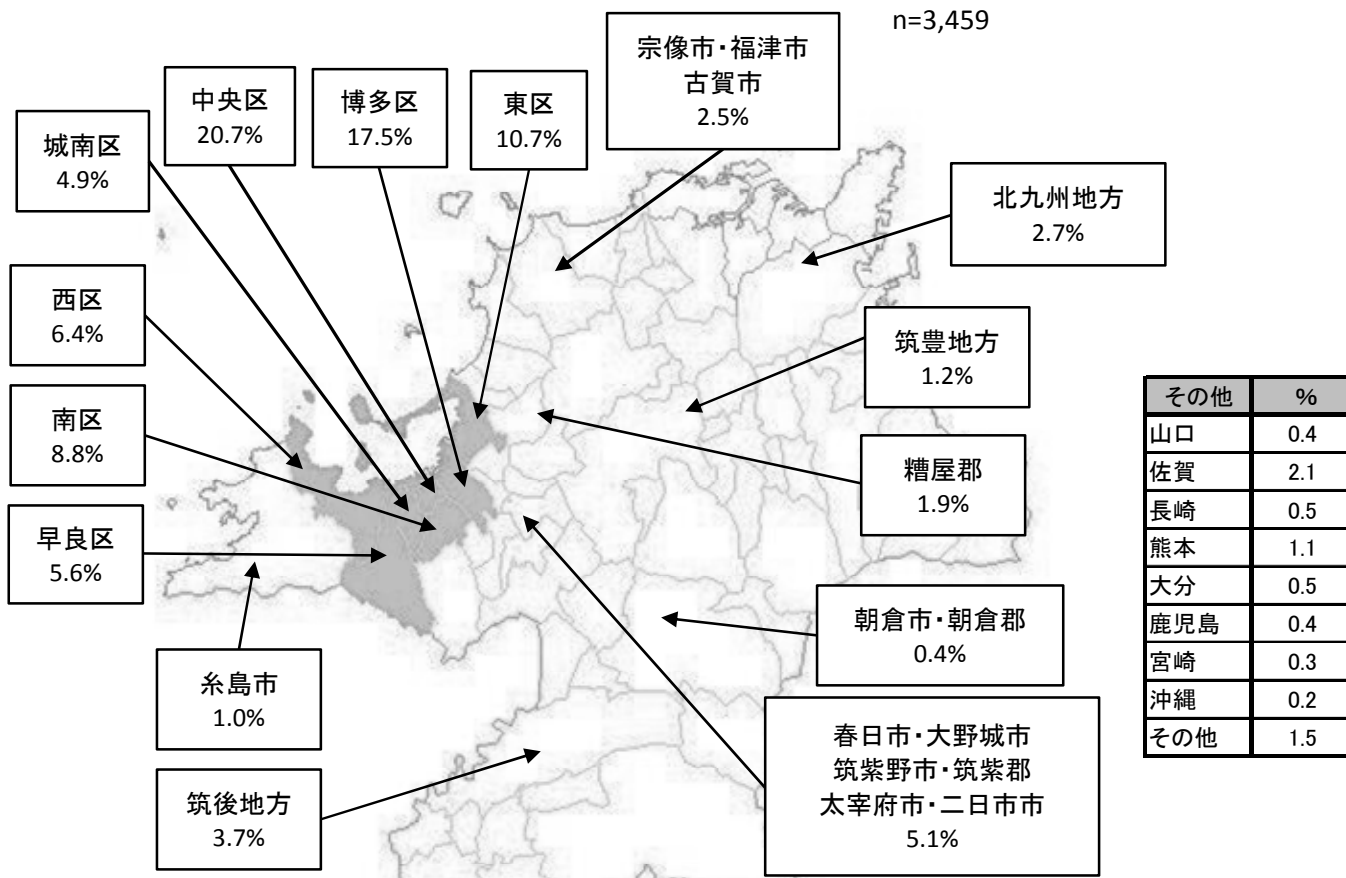 n=3,459
宗像市・福津市
古賀市
2.5%
中央区
20.7%
博多区
17.5%
東区
10.7%
城南区
4.9%
北九州地方
2.7%
西区
6.4%
筑豊地方
1.2%
南区
8.8%
糟屋郡
1.9%
早良区
5.6%
朝倉市・朝倉郡
0.4%
糸島市
1.0%
春日市・大野城市
筑紫野市・筑紫郡
太宰府市・二日市市
5.1%
筑後地方
3.7%
その他 %
山口 0.4
佐賀 2.1
長崎 0.5
熊本 1.1
大分 0.5
鹿児島 0.4
宮崎 0.3
沖縄 0.2
その他 1.5